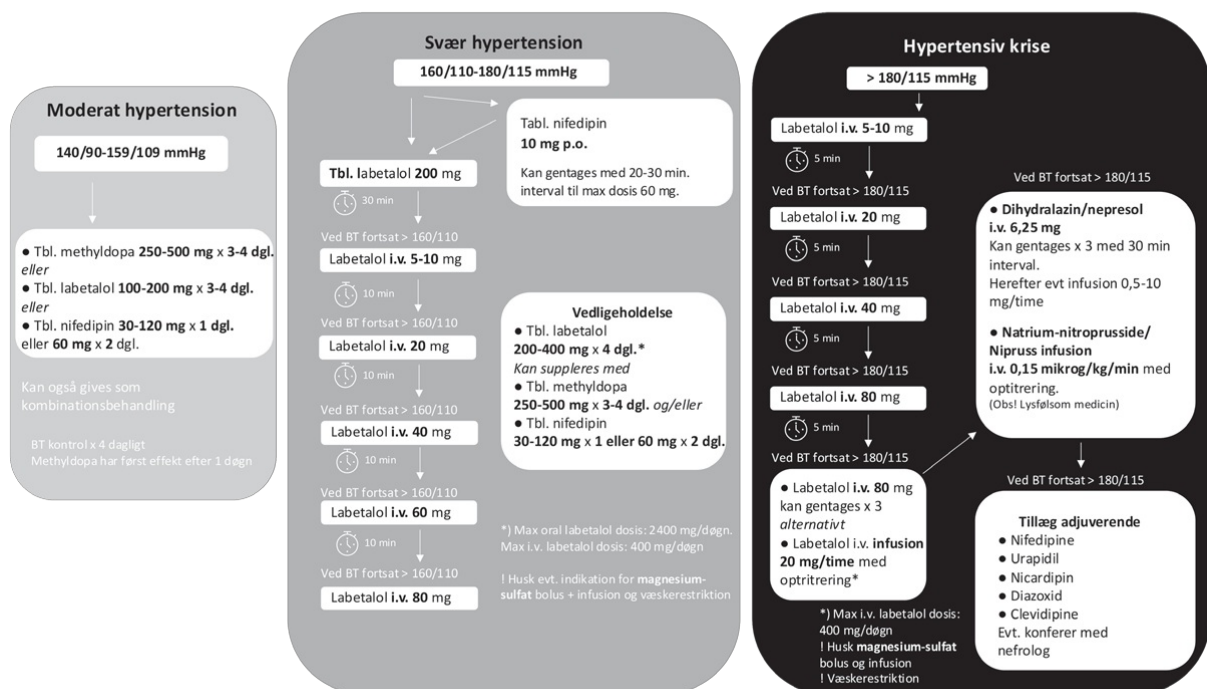 Moderat hypertension
140/90-159/109 mmHg
● Tbl. methyldopa 250-500 mg x 3-4 dgl.
eller
● Tbl. labetalol 100-200 mg x 3-4 dgl.
eller
● Tbl. nifedipin 30-120 mg x 1 dgl.
eller 60 mg x 2 dgl.
Kan også gives som
kombinationsbehandling
BT kontrol x 4 dagligt
Methyldopa har først effekt efter 1 døgn
Svær hypertension
160/110-180/115 mmHg
Tabl. nifedipin
10 mg p.o.
Kan gentages med 20-30 min.
interval til max dosis 60 mg.
Tbl. labetalol 200 mg
30 min
Ved BT fortsat > 160/110
Labetalol i.v. 5-10 mg
10 min
Ved BT fortsat > 160/110
Labetalol i.v. 20 mg
10 min
Ved BT fortsat > 160/110
Labetalol i.v. 40 mg
10 min
Ved BT fortsat > 160/110
Labetalol i.v. 60 mg
10 min
Ved BT fortsat > 160/110
Labetalol i.v. 80 mg
Vedligeholdelse
● Tbl. labetalol
200-400 mg x 4 dgl.*
Kan suppleres med
● Tbl. methyldopa
250-500 mg x 3-4 dgl. og/eller
● Tbl. nifedipin
30-120 mg x 1 eller 60 mg x 2 dgl.
*) Max oral labetalol dosis: 2400 mg/døgn.
Max i.v. labetalol dosis: 400 mg/døgn
! Husk evt. indikation for magnesium-
sulfat bolus + infusion og væskerestriktion
Hypertensiv krise
> 180/115 mmHg
Labetalol i.v. 5-10 mg
5 min
Ved BT fortsat > 180/115
Labetalol i.v. 20 mg
5 min
Ved BT fortsat > 180/115
Labetalol i.v. 40 mg
5 min
Ved BT fortsat > 180/115
Labetalol i.v. 80 mg
5 min
Ved BT fortsat > 180/115
● Labetalol i.v. 80 mg
kan gentages x 3
alternativt
● Labetalol i.v. infusion
20 mg/time med
optritrering*
*) Max i.v. labetalol dosis:
400 mg/døgn
! Husk magnesium-sulfat
bolus og infusion
! Væskerestriktion
Ved BT fortsat > 180/115
● Dihydralazin/nepresol
i.v. 6,25 mg
Kan gentages x 3 med 30 min
interval.
Herefter evt infusion 0,5-10
mg/time
● Natrium-nitroprusside/
Nipruss infusion
i.v. 0,15 mikrog/kg/min med
optitrering.
(Obs! Lysfølsom medicin)
Ved BT fortsat > 180/115
Tillæg adjuverende
● Nifedipine
● Urapidil
● Nicardipin
● Diazoxid
● Clevidipine
Evt. konferer med
nefrolog